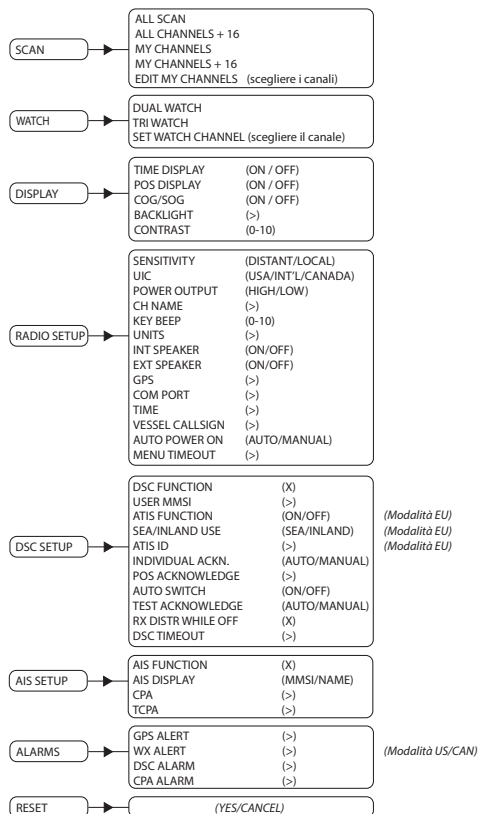 SCAN
ALL SCAN
ALL CHANNELS + 16
MY CHANNELS
MY CHANNELS + 16
EDIT MY CHANNELS (scegliere i canali)
WATCH
DUAL WATCH
TRI WATCH
SET WATCH CHANNEL (scegliere il canale)
DISPLAY
TIME DISPLAY (ON / OFF)
POS DISPLAY (ON / OFF)
COG/SOG (ON / OFF)
BACKLIGHT (>)
CONTRAST (0-10)
RADIO SETUP
SENSITIVITY (DISTANT/LOCAL)
UIC (USA/INT'L/CANADA)
POWER OUTPUT (HIGH/LOW)
CH NAME (>)
KEY BEEP (0-10)
UNITS (>)
INT SPEAKER (ON/OFF)
EXT SPEAKER (ON/OFF)
GPS (>)
COM PORT (>)
TIME (>)
VESSEL CALLSIGN (>)
AUTO POWER ON (AUTO/MANUAL)
MENU TIMEOUT (>)
DSC SETUP
DSC FUNCTION (X)
USER MMSI (>)
ATIS FUNCTION (ON/OFF) (Modalità EU)
SEA/INLAND USE (SEA/INLAND) (Modalità EU)
ATIS ID (>) (Modalità EU)
INDIVIDUAL ACKN. (AUTO/MANUAL)
POS ACKNOWLEDGE (>)
AUTO SWITCH (ON/OFF)
TEST ACKNOWLEDGE (AUTO/MANUAL)
RX DISTR WHILE OFF (X)
DSC TIMEOUT (>)
AIS SETUP
AIS FUNCTION (X)
AIS DISPLAY (MMSI/NAME)
CPA (>)
TCPA (>)
ALARMS
GPS ALERT (>)
WX ALERT (>) (Modalità US/CAN)
DSC ALARM (>)
CPA ALARM (>)
RESET
(YES/CANCEL)